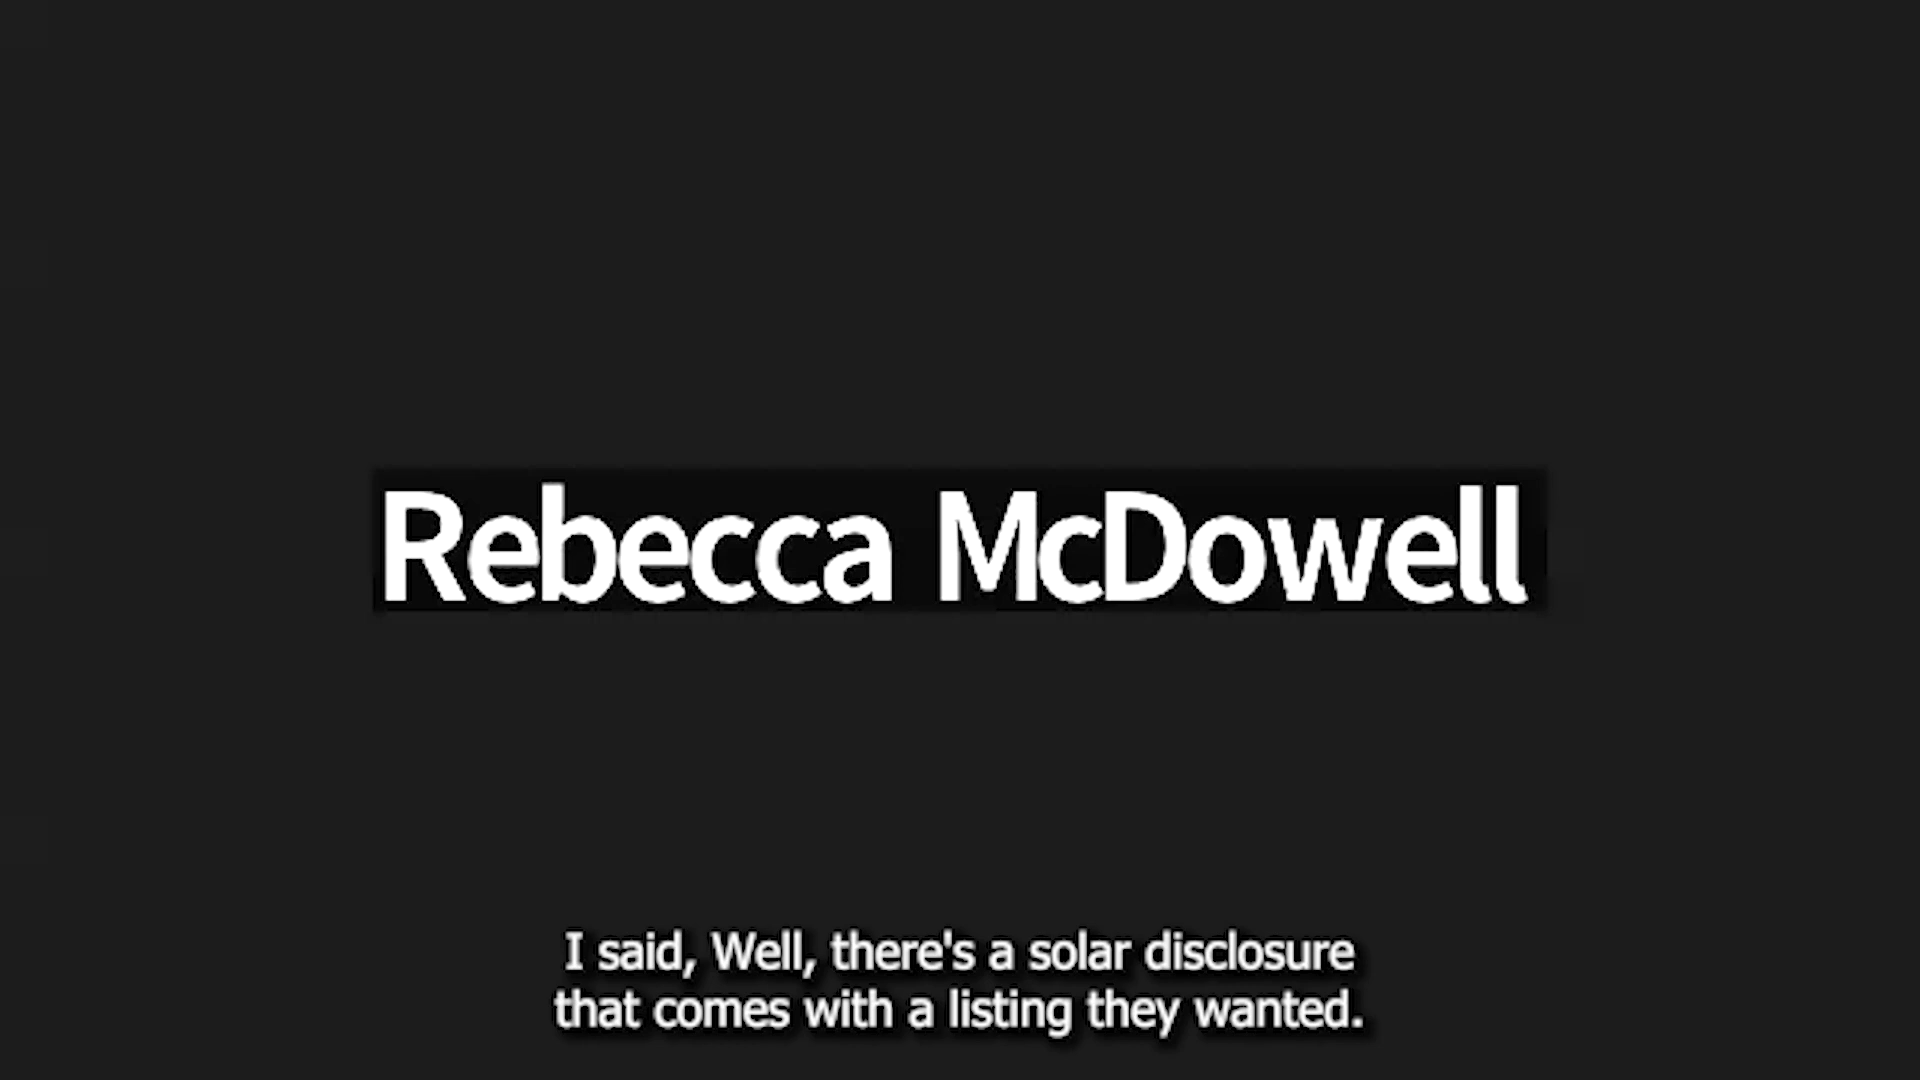 Rebecca McDowell
I said, Well, there's a solar disclosure
that comes with a listing they wanted.